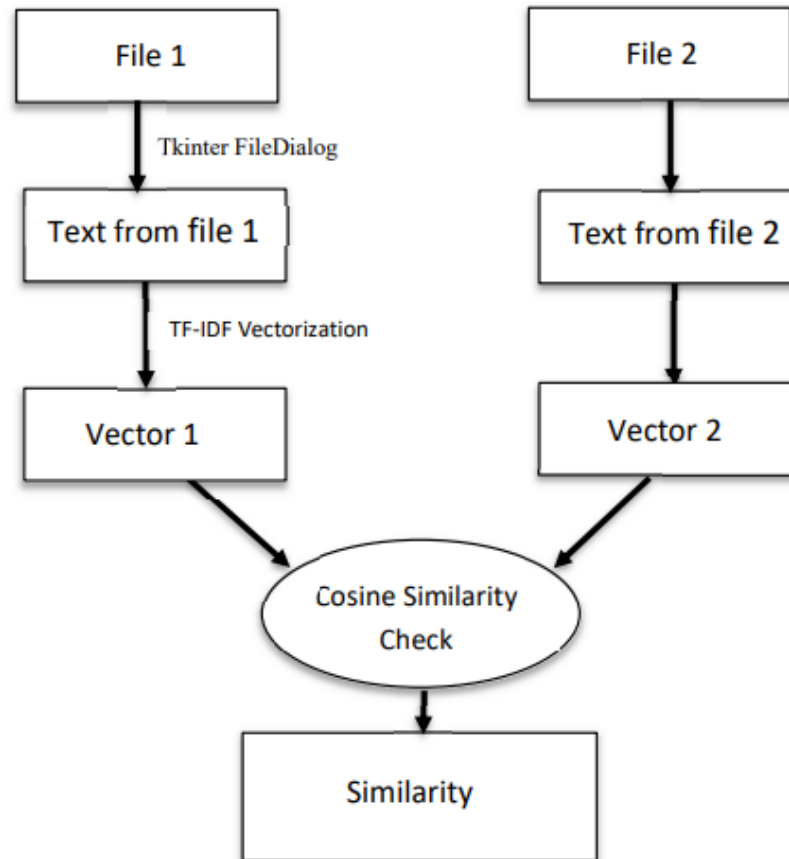 File 1
File 2
Tkinter FileDialog
Text from file 1
Text from file 2
TF-IDF Vectorization
Vector 1
Vector 2
Cosine Similarity
Check
Similarity